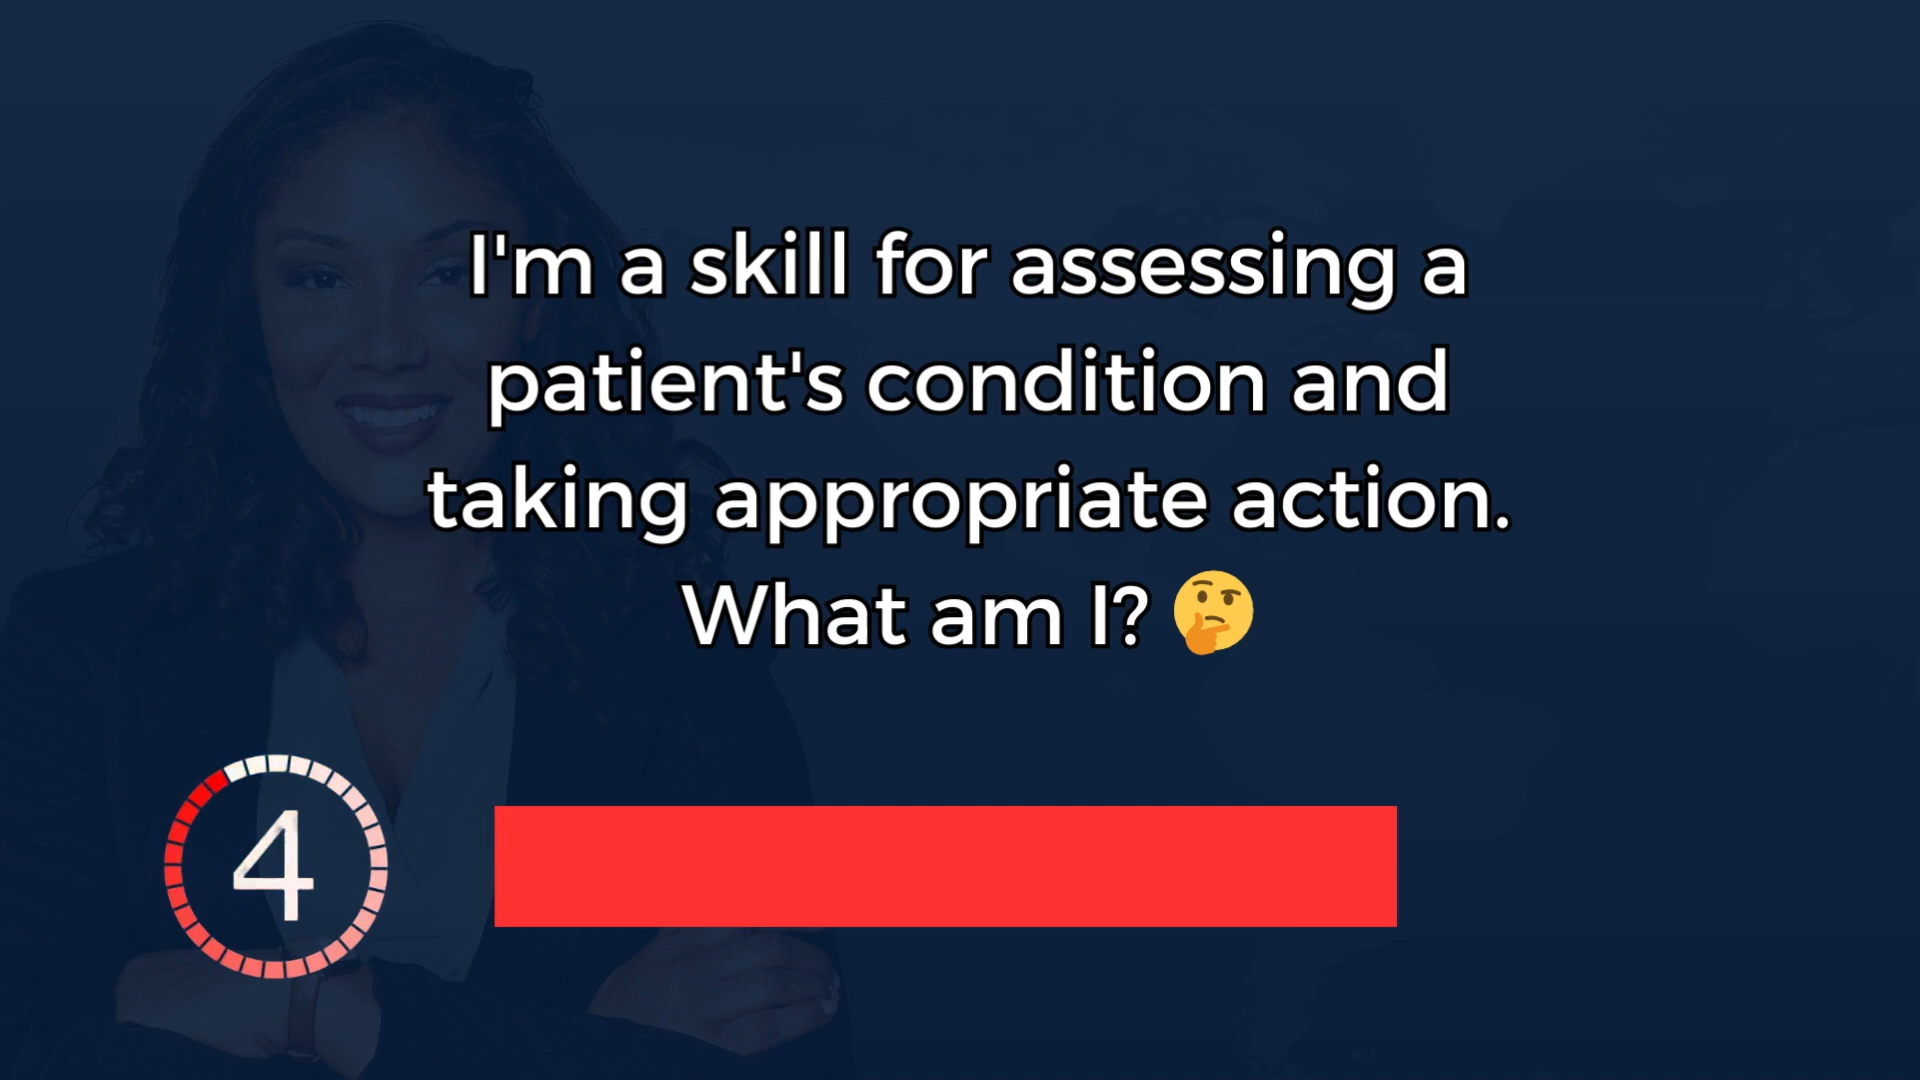 I'm a skill for assessing a
patient's condition and
taking appropriate action.
What am I? 🤔
4